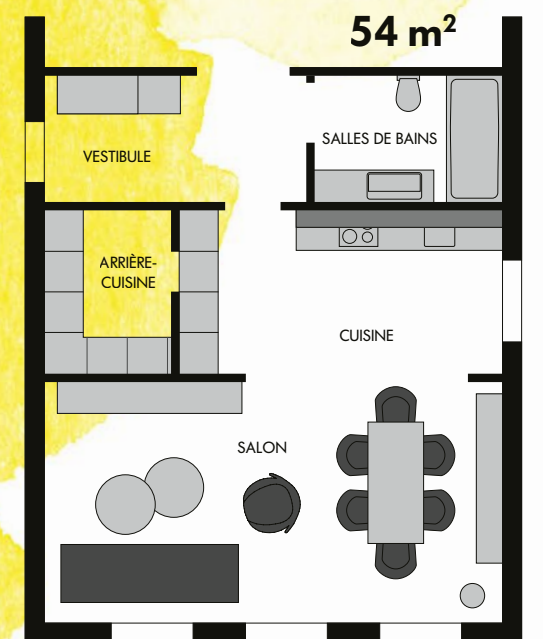 54 m²
SALLES DE BAINS
VESTIBULE
ARRIÈRE-
CUISINE
CUISINE
SALON